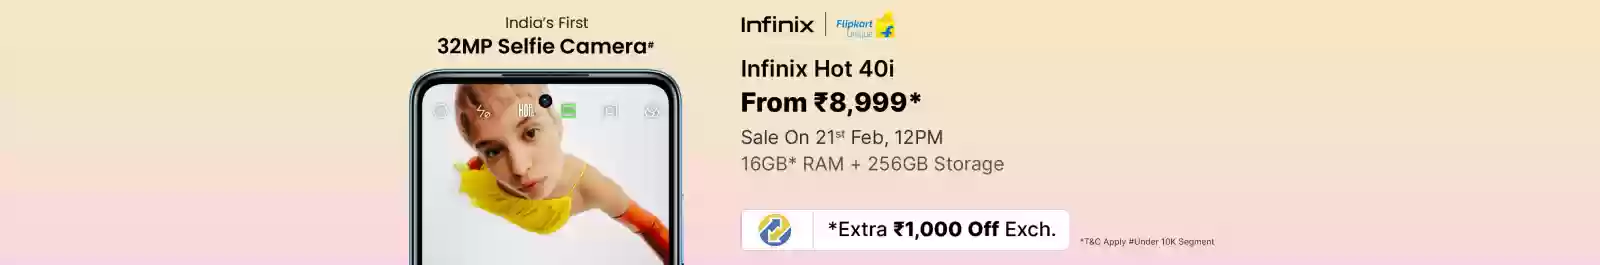 India's First
32MP Selfie Camera#
Infinix | Flipkart
Unique
Infinix Hot 40i
From ₹8,999*
Sale On 21st Feb, 12PM
16GB* RAM + 256GB Storage
*Extra ₹1,000 Off Exch.
*T&C Apply #Under 10K Segment
HDR